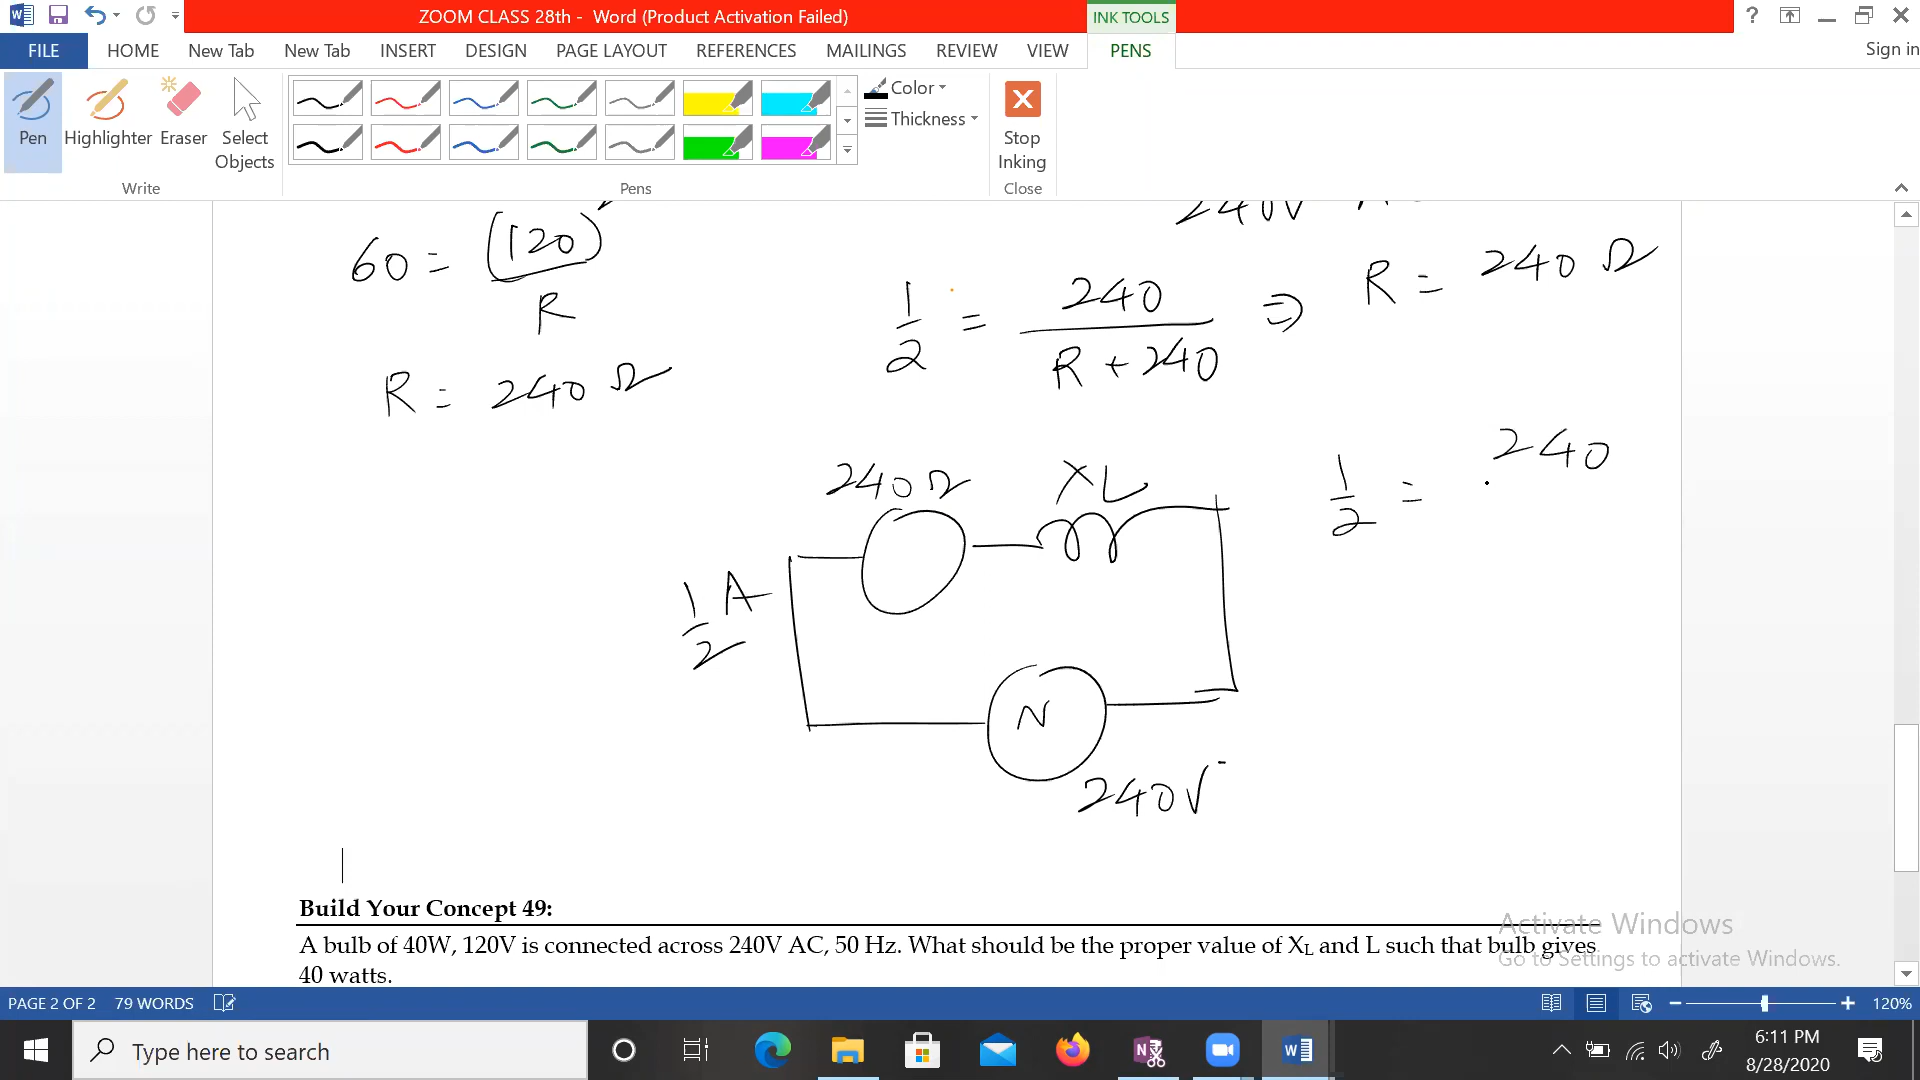 ZOOM CLASS 28th - Word (Product Activation Failed)
INK TOOLS
?
FILE HOME New Tab New Tab INSERT DESIGN PAGE LAYOUT REFERENCES MAILINGS REVIEW VIEW PENS
Sign in
Pen
Highlighter
Eraser
Select Objects
Color
Thickness
Stop Inking
Write
Pens
Close
240V
60 = (120)² / R
R = 240 Ω
1/2 = 240 / R + 240 ⇒ R = 240 Ω
240 Ω XL
1/2 = 240
1/2 A
N
240V
Build Your Concept 49:
A bulb of 40W, 120V is connected across 240V AC, 50 Hz. What should be the proper value of XL and L such that bulb gives
40 watts.
Activate Windows
Go to Settings to activate Windows.
PAGE 2 OF 2 79 WORDS
120%
Type here to search
6:11 PM
8/28/2020